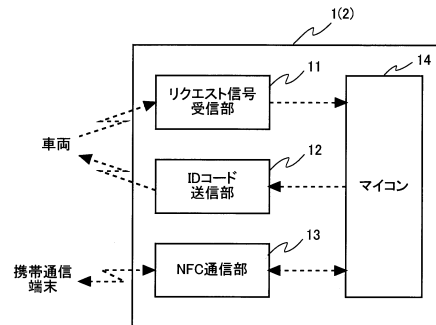 1(2)
14
11
リクエスト信号
受信部
車両
12
IDコード
送信部
マイコン
13
NFC通信部
携帯通信
端末